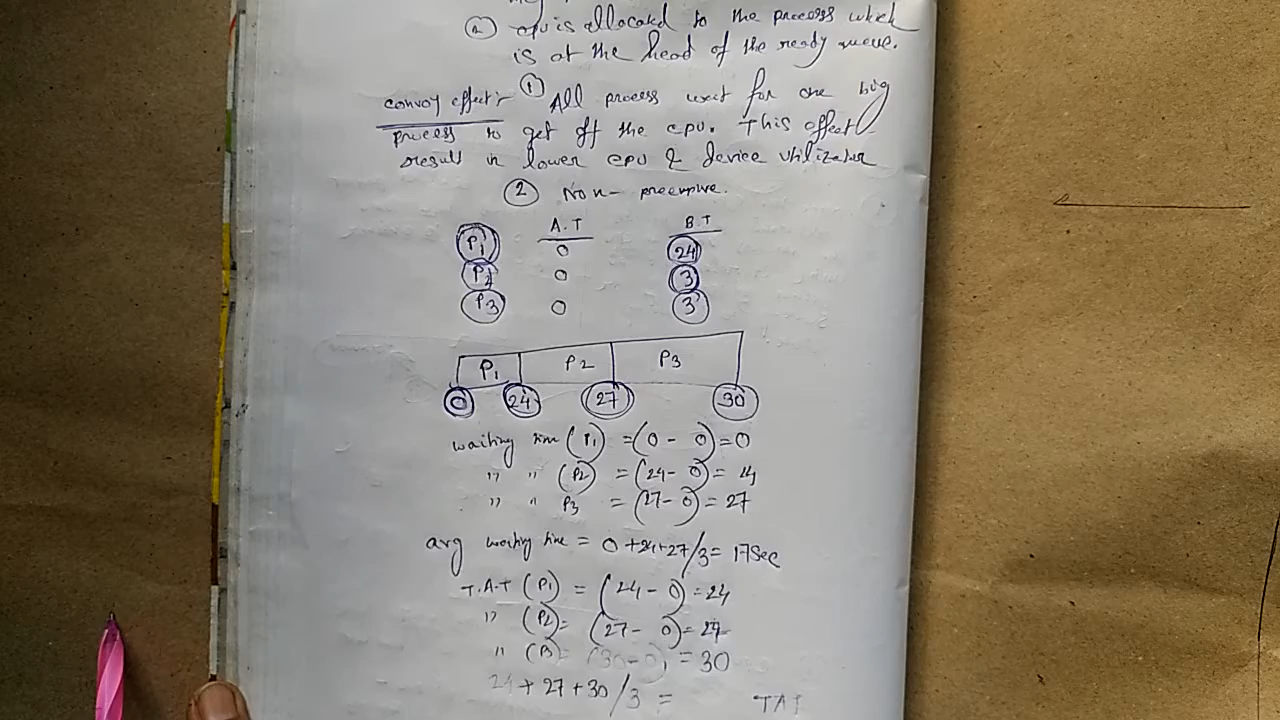 ② cpu is allocated to the process which
is at the head of the ready queue.
convoy effect:- ① All process wait for one big
process to get off the cpu. This effect
result in lower cpu & device utilization
② Non-preemptive.
A.T B.T
P1 0 24
P2 0 3
P3 0 3
P1 P2 P3
0 24 27 30
waiting time (P1) = (0 - 0) = 0
" " (P2) = (24 - 0) = 24
" " P3 = (27 - 0) = 27
avg waiting time = 0+24+27/3 = 17sec
T.A.T (P1) = (24 - 0) = 24
" (P2) = (27 - 0) = 27
" (P3) = (30-0) = 30
24 + 27 + 30/3 = TAT